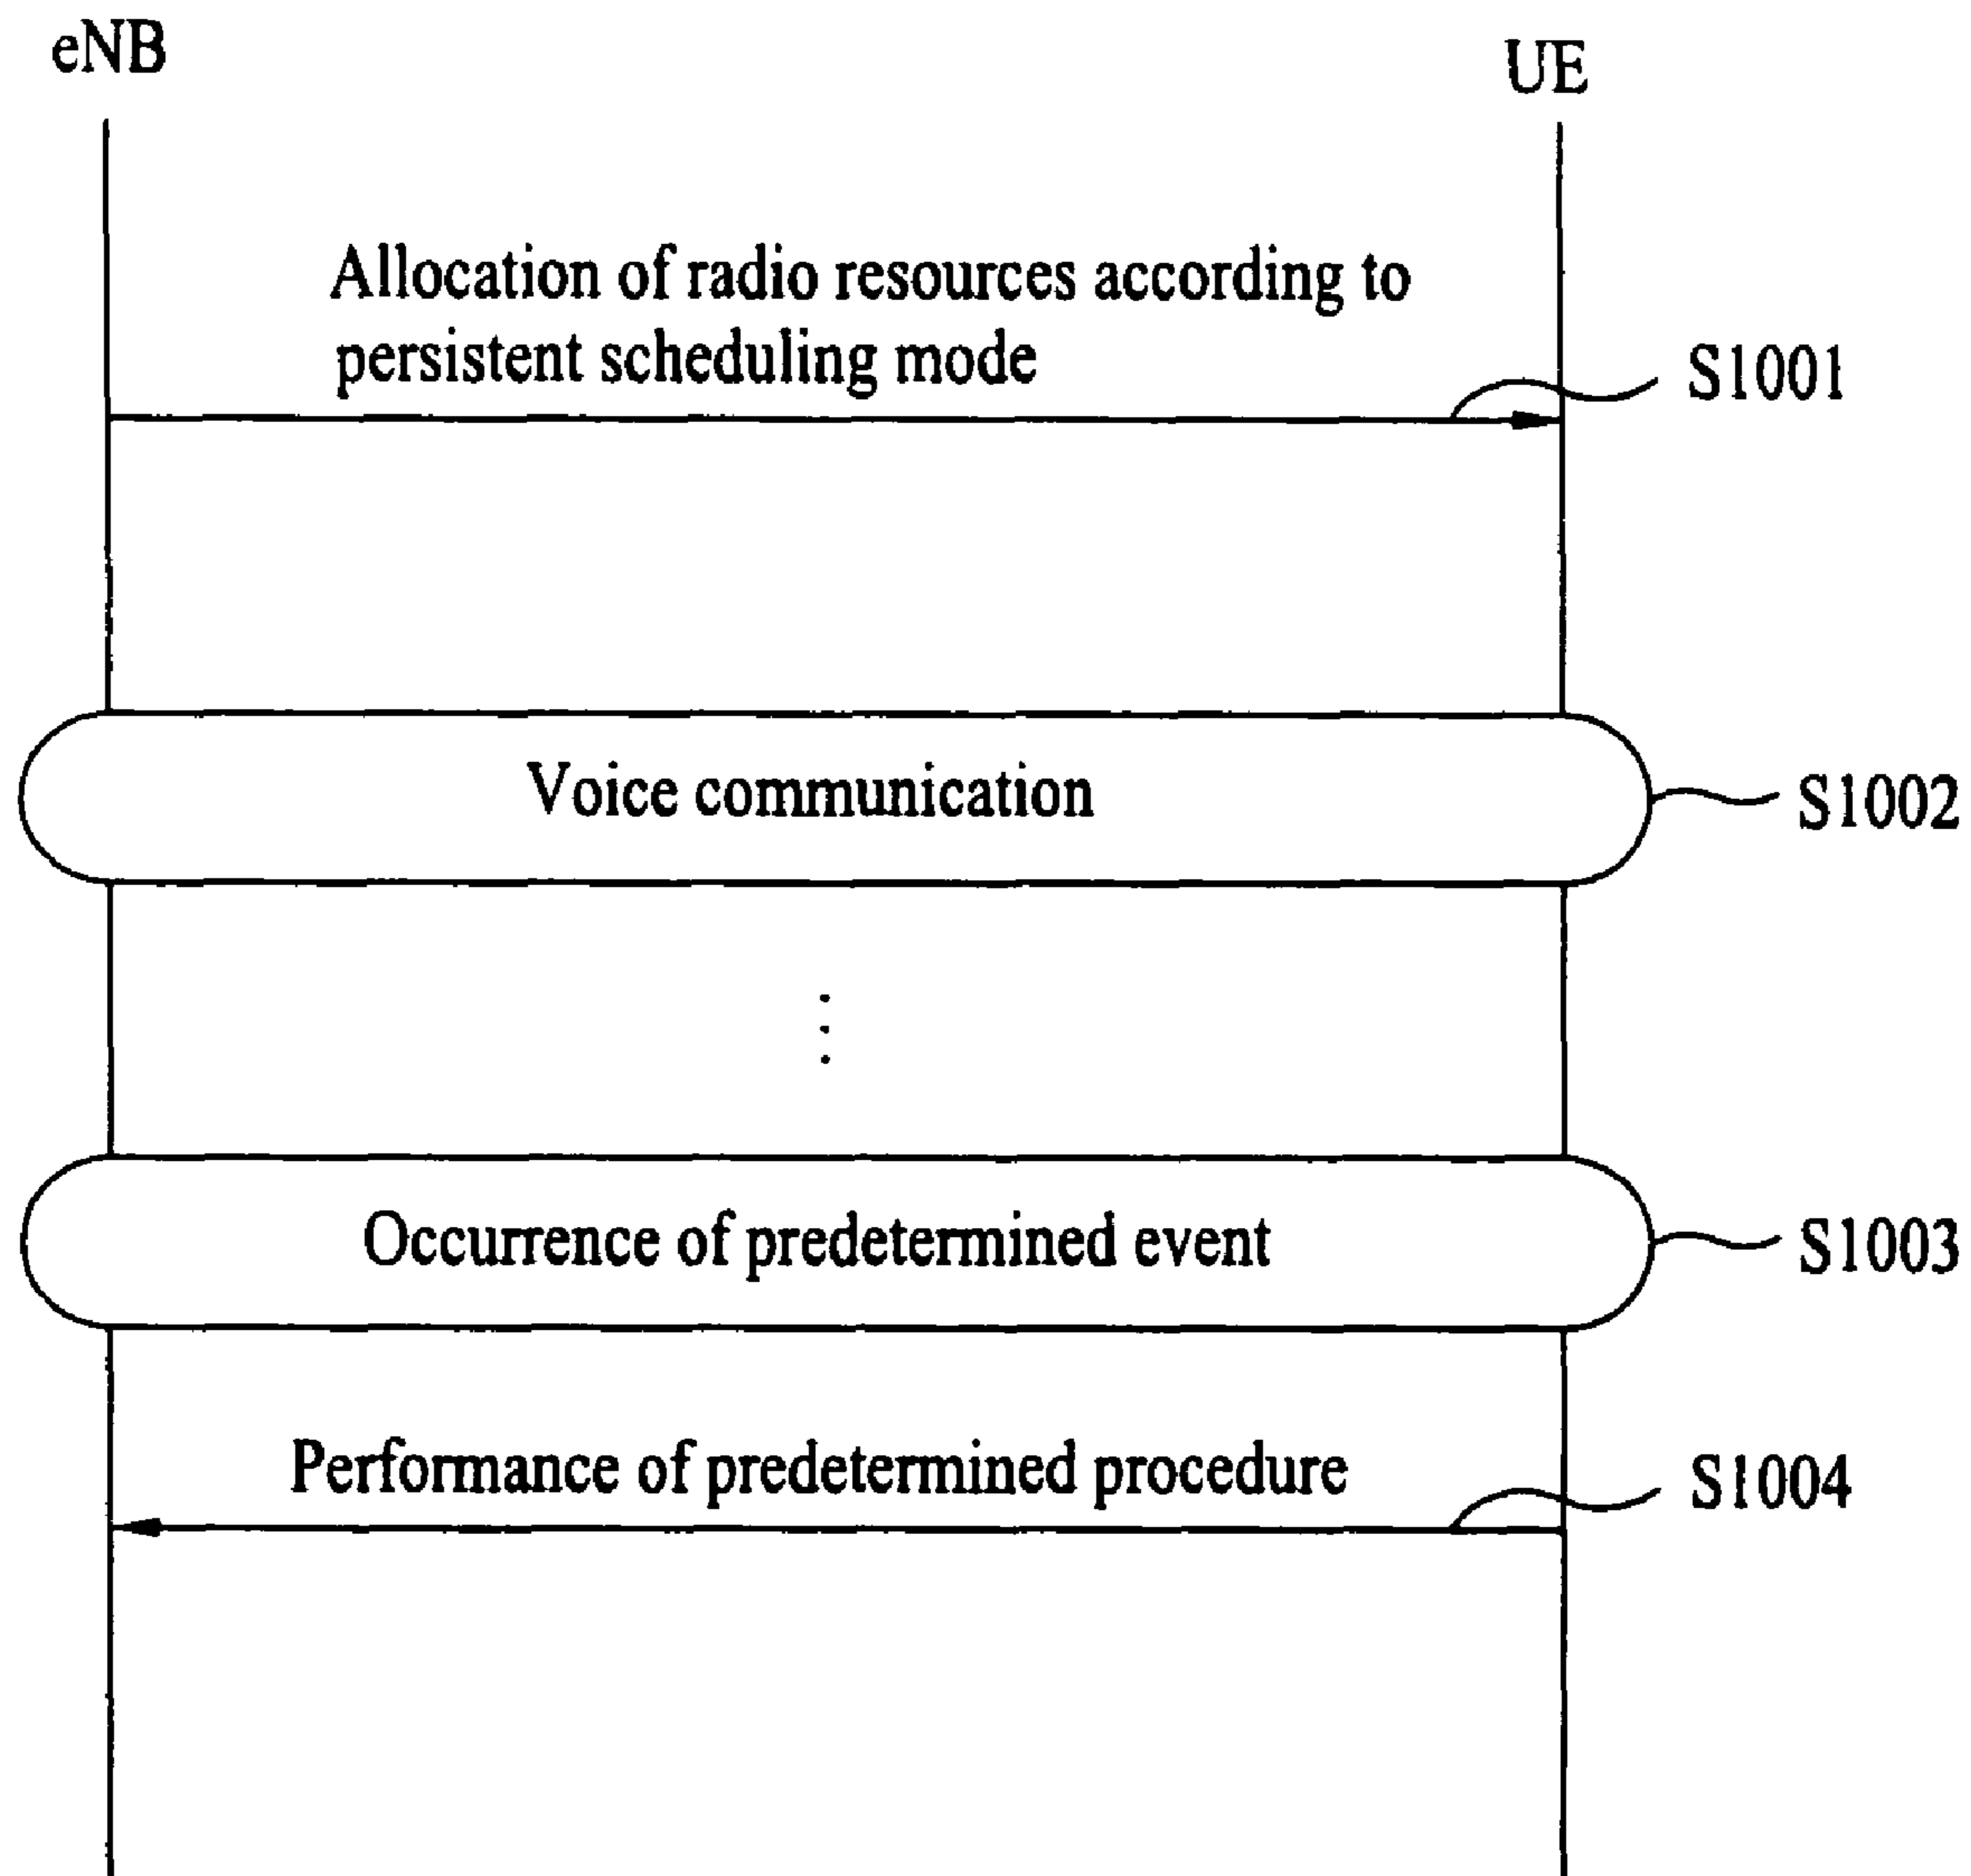 eNB
UE
Allocation of radio resources according to
persistent scheduling mode
S1001
Voice communication
S1002
Occurrence of predetermined event
S1003
Performance of predetermined procedure
S1004